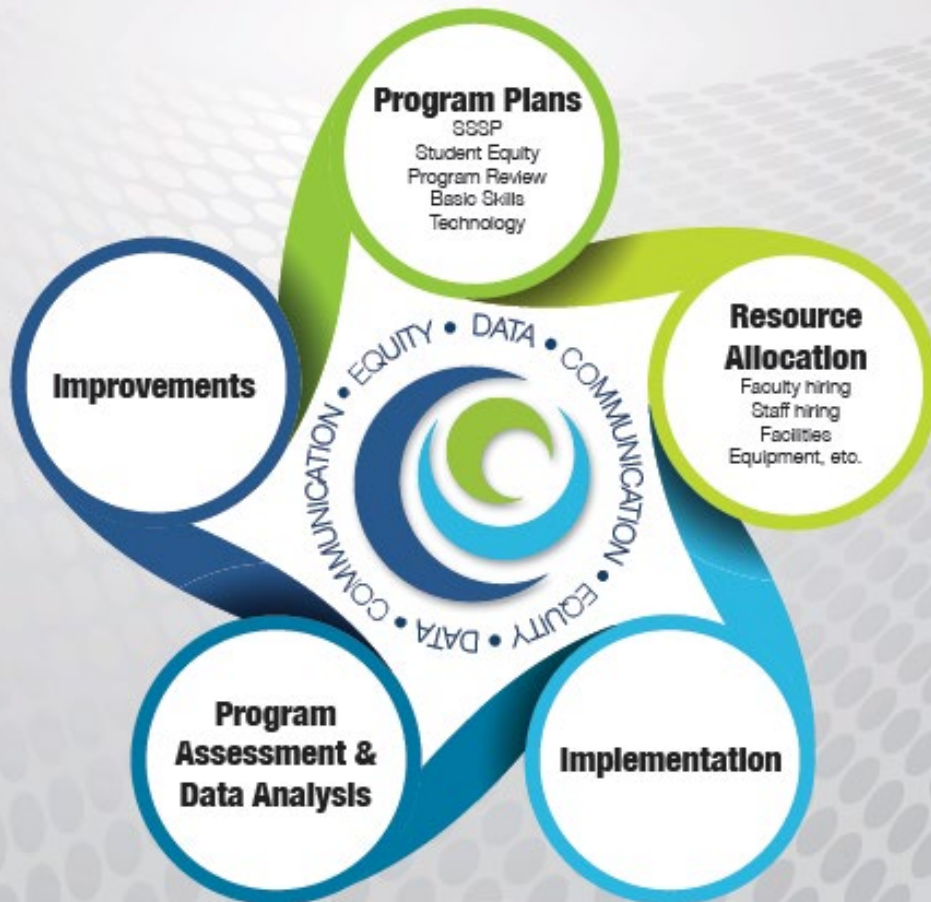 Program Plans
SSSP
Student Equity
Program Review
Basic Skills
Technology
Resource
Allocation
Faculty hiring
Staff hiring
Facilities
Equipment, etc.
Implementation
Program
Assessment &
Data Analysis
Improvements
EQUITY • DATA • COMMUNICATION • EQUITY • DATA • COMMUNICATION •